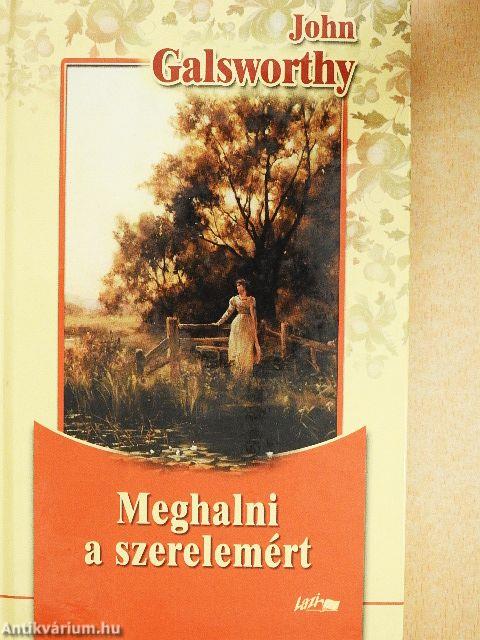 John
Galsworthy
Meghalni
a szerelemért
Lazi
Antikvárium.hu